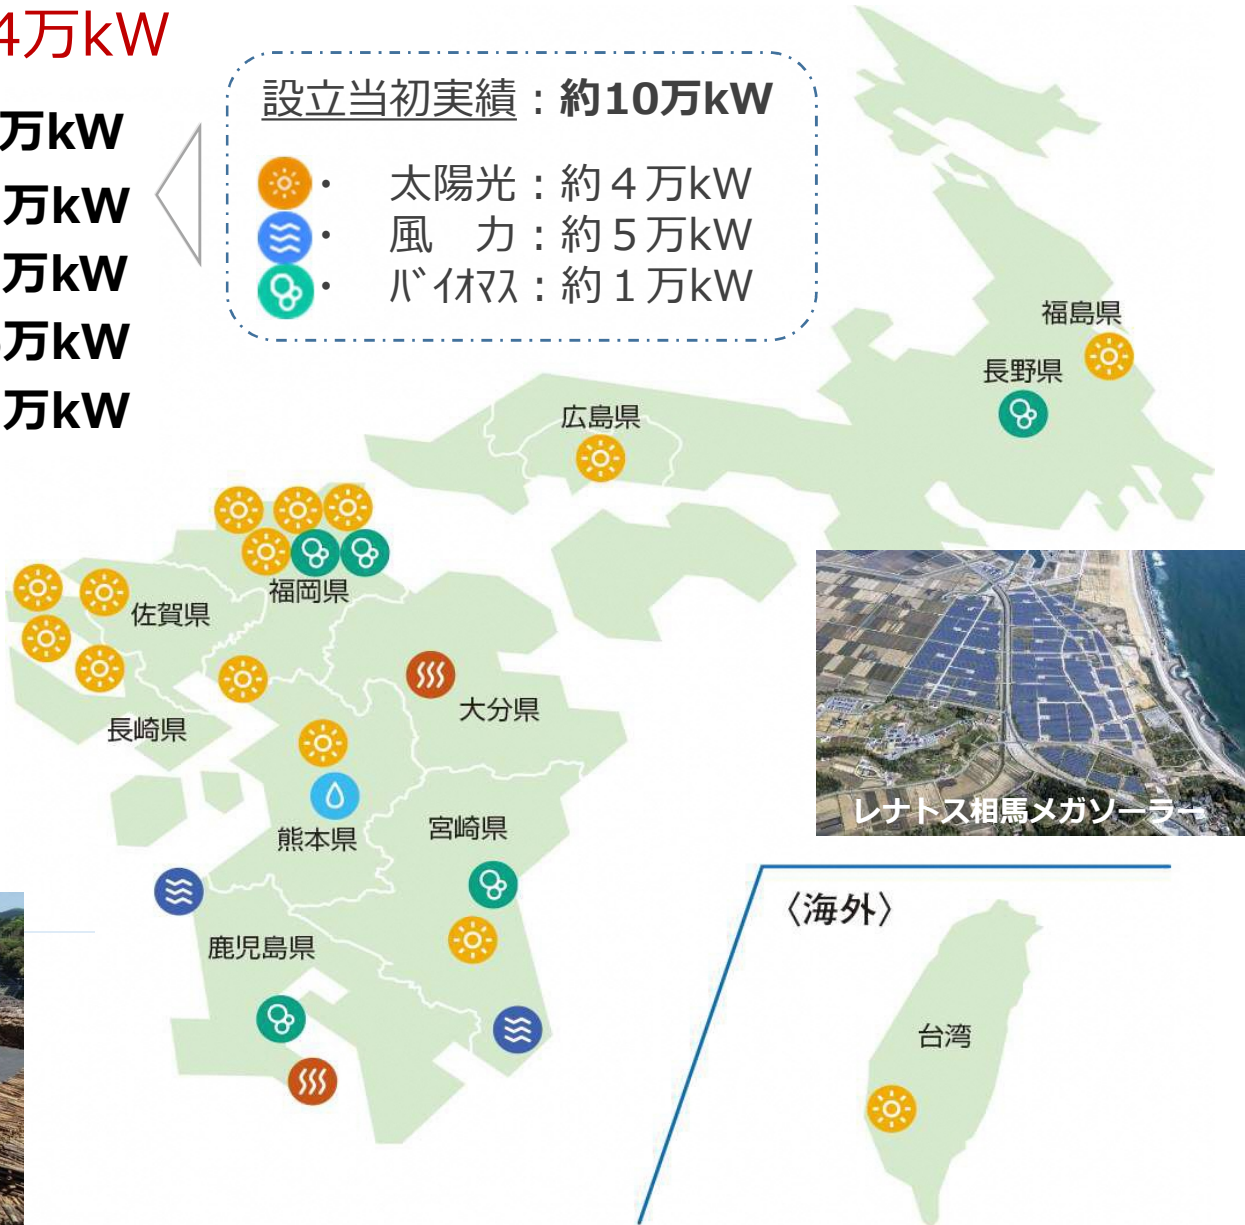 4万kW
万kW
万kW
万kW
万kW
万kW
設立当初実績：約10万kW
・ 太陽光：約４万kW
・ 風　力：約５万kW
・ ﾊﾞｲｵﾏｽ：約１万kW
福島県
長野県
広島県
福岡県
佐賀県
大分県
長崎県
熊本県
宮崎県
鹿児島県
レナトス相馬メガソーラー
〈海外〉
台湾